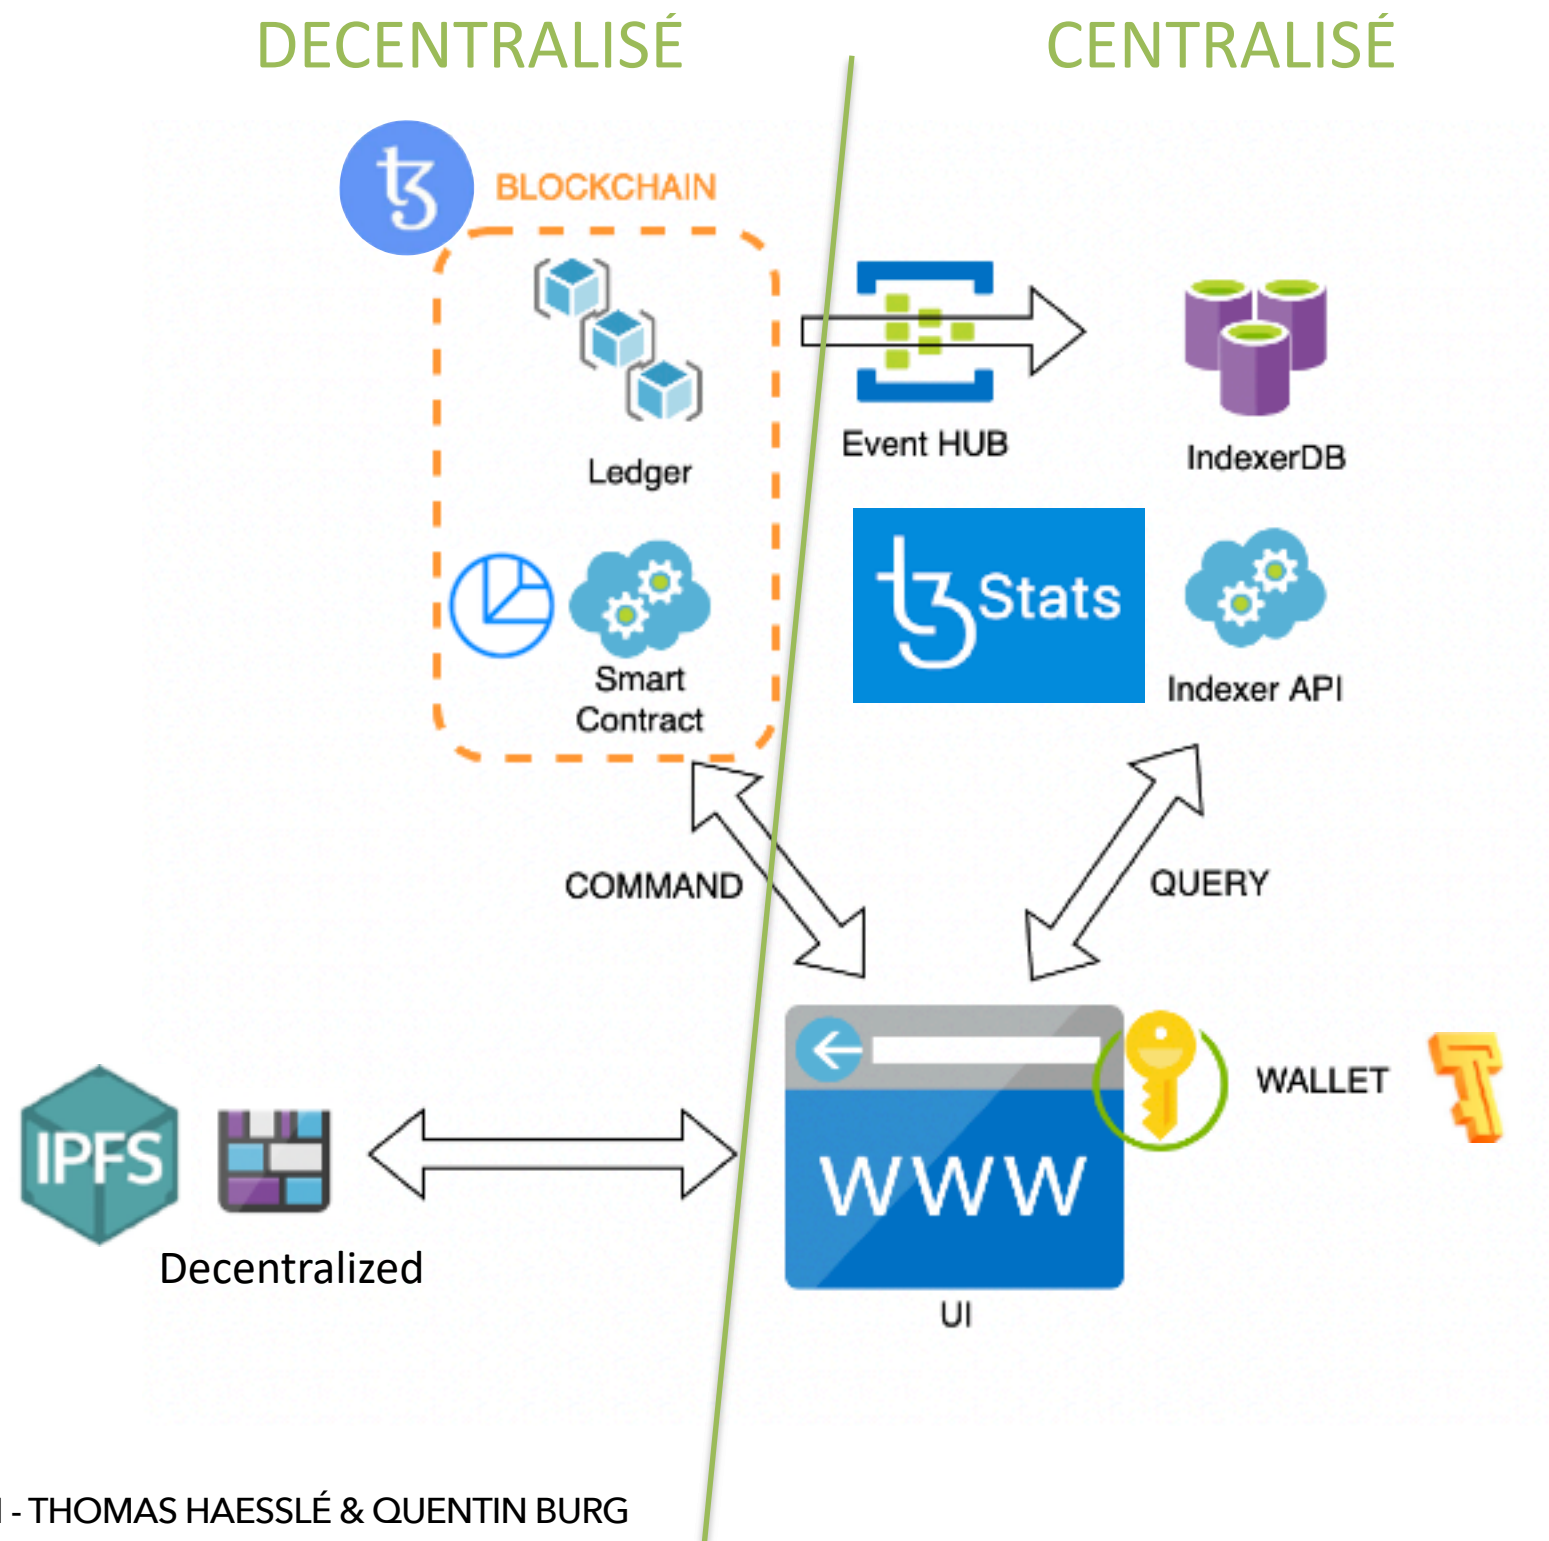 DECENTRALISÉ
CENTRALISÉ
BLOCKCHAIN
Ledger
Event HUB
IndexerDB
Stats
Smart
Contract
Indexer API
COMMAND
QUERY
WALLET
IPFS
WWW
Decentralized
UI
- THOMAS HAESSLÉ & QUENTIN BURG